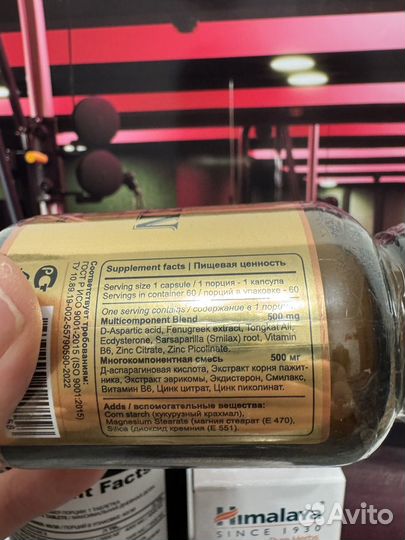 Supplement facts | Пищевая ценность
Serving size 1 capsule / 1 порция - 1 капсула
Servings in container 60 / порций в упаковке - 60
One serving contains / содержание в 1 порции:
Multicomponent Blend 500 mg
D-Aspartic acid, Fenugreek extract, Tongkat Ali,
Ecdysterone, Sarsaparilla (Smilax) root, Vitamin
B6, Zinc Citrate, Zinc Picolinate.
Многокомпонентная смесь 500 мг
Д-аспарагиновая кислота, Экстракт корня пажит-
ника, Экстракт эврикомы, Экдистерон, Смилакс,
Витамин B6, Цинк цитрат, Цинк пиколинат.
Adds / вспомогательные вещества:
Corn starch (кукурузный крахмал),
Magnesium Stearate (магния стеарат (E 470),
Silica (диоксид кремния (E 551).
Соответствует требованиям:
ГОСТ Р ИСО 9001-2015 (ISO 9001:2015)
Himalaya
SINCE 1930
Avito